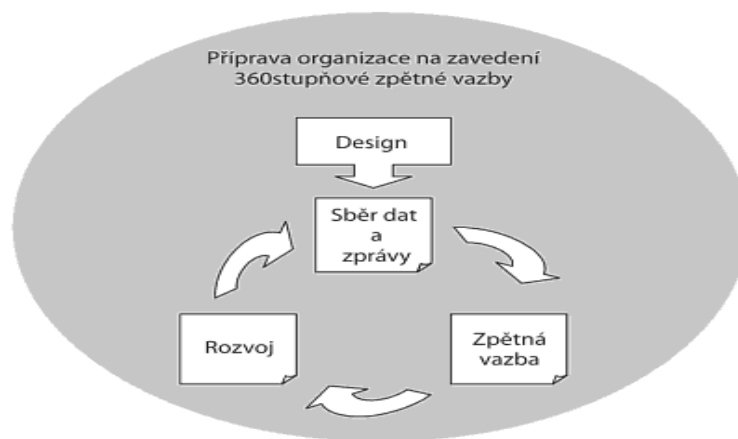 Příprava organizace na zavedení
360stupňové zpětné vazby
Design
Sběr dat
a
zprávy
Rozvoj
Zpětná
vazba